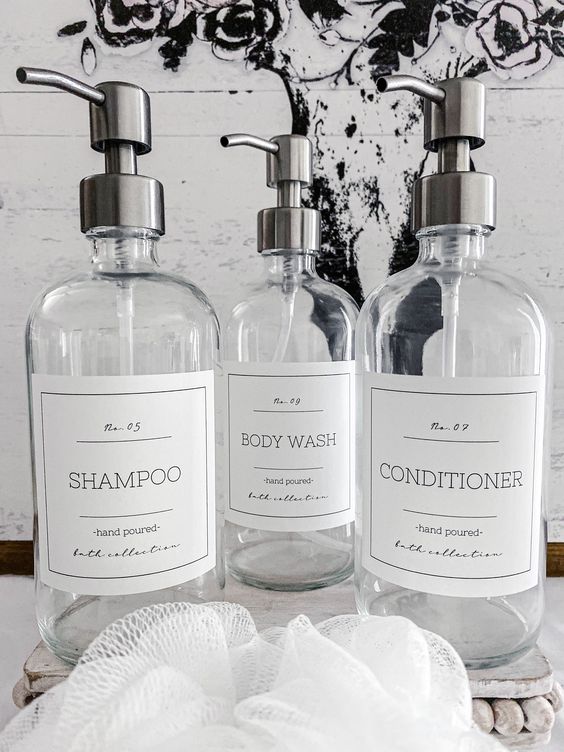 No. 05
SHAMPOO
-hand poured-
bath collection
No. 09
BODY WASH
-hand poured-
bath collection
No. 07
CONDITIONER
-hand poured-
bath collection